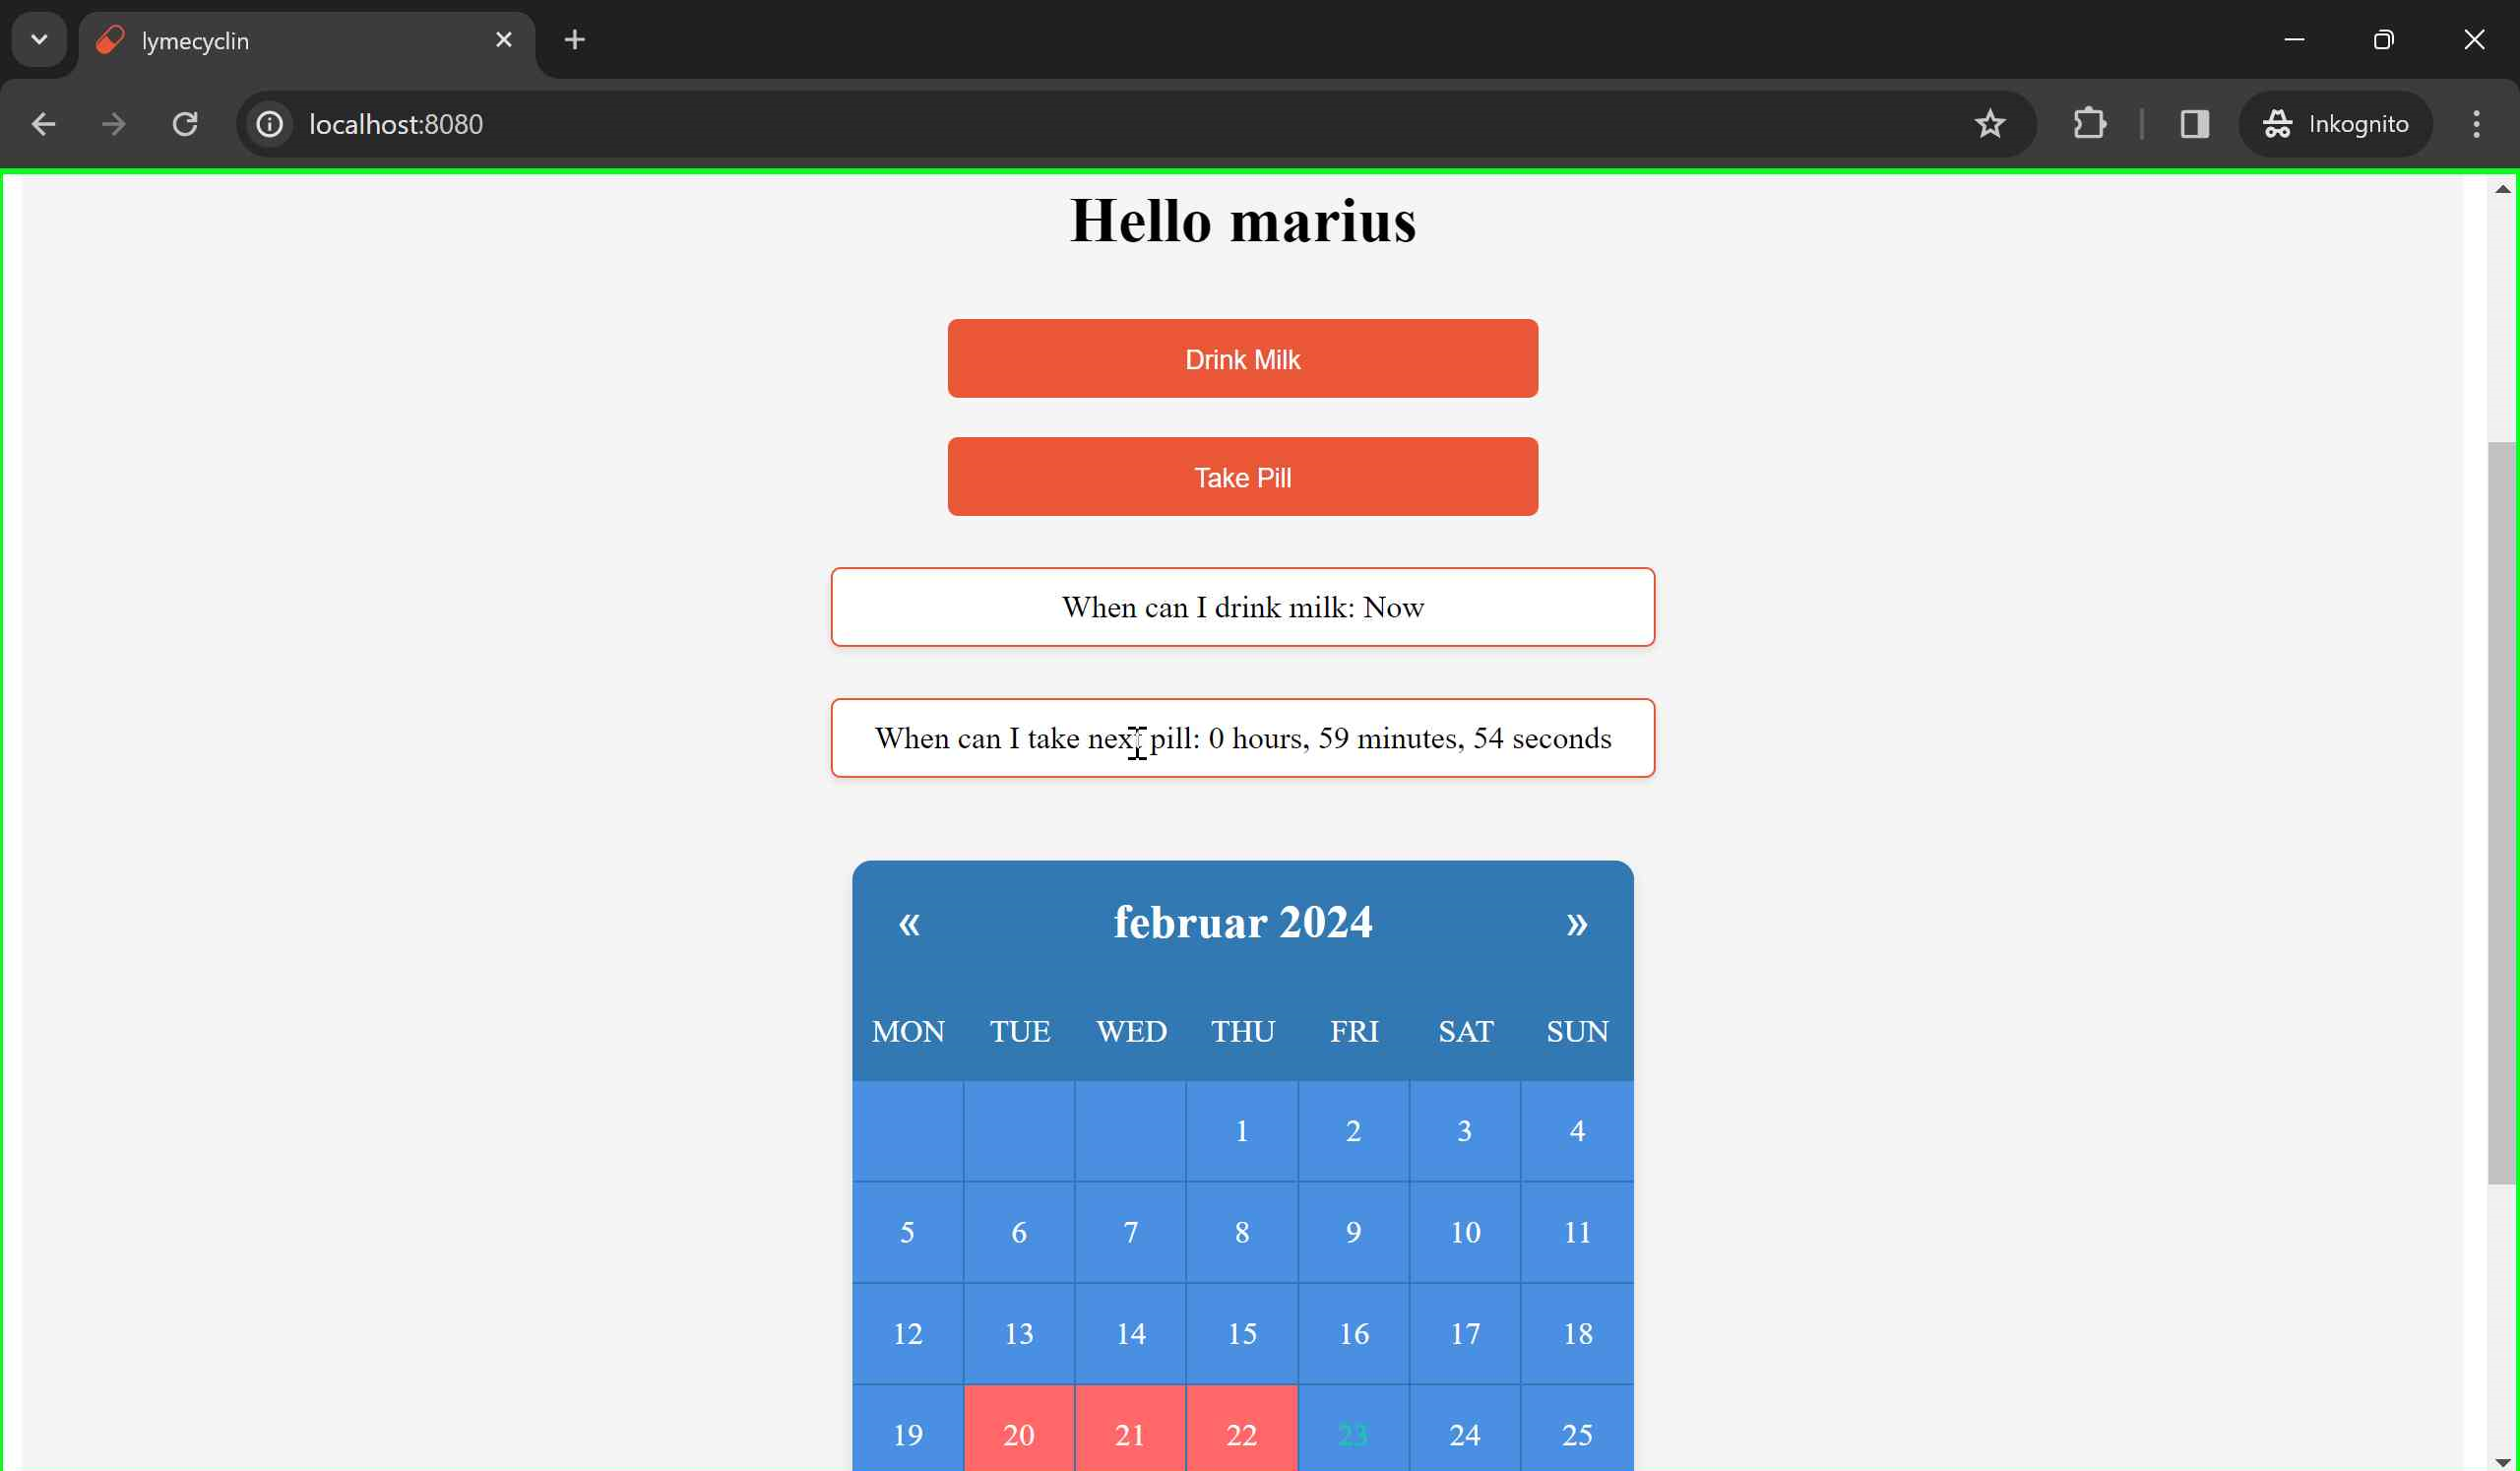 lymecyclin
localhost:8080
Inkognito
Hello marius
Drink Milk
Take Pill
When can I drink milk: Now
When can I take next pill: 0 hours, 59 minutes, 54 seconds
« februar 2024 »
MON TUE WED THU FRI SAT SUN
1 2 3 4
5 6 7 8 9 10 11
12 13 14 15 16 17 18
19 20 21 22 23 24 25